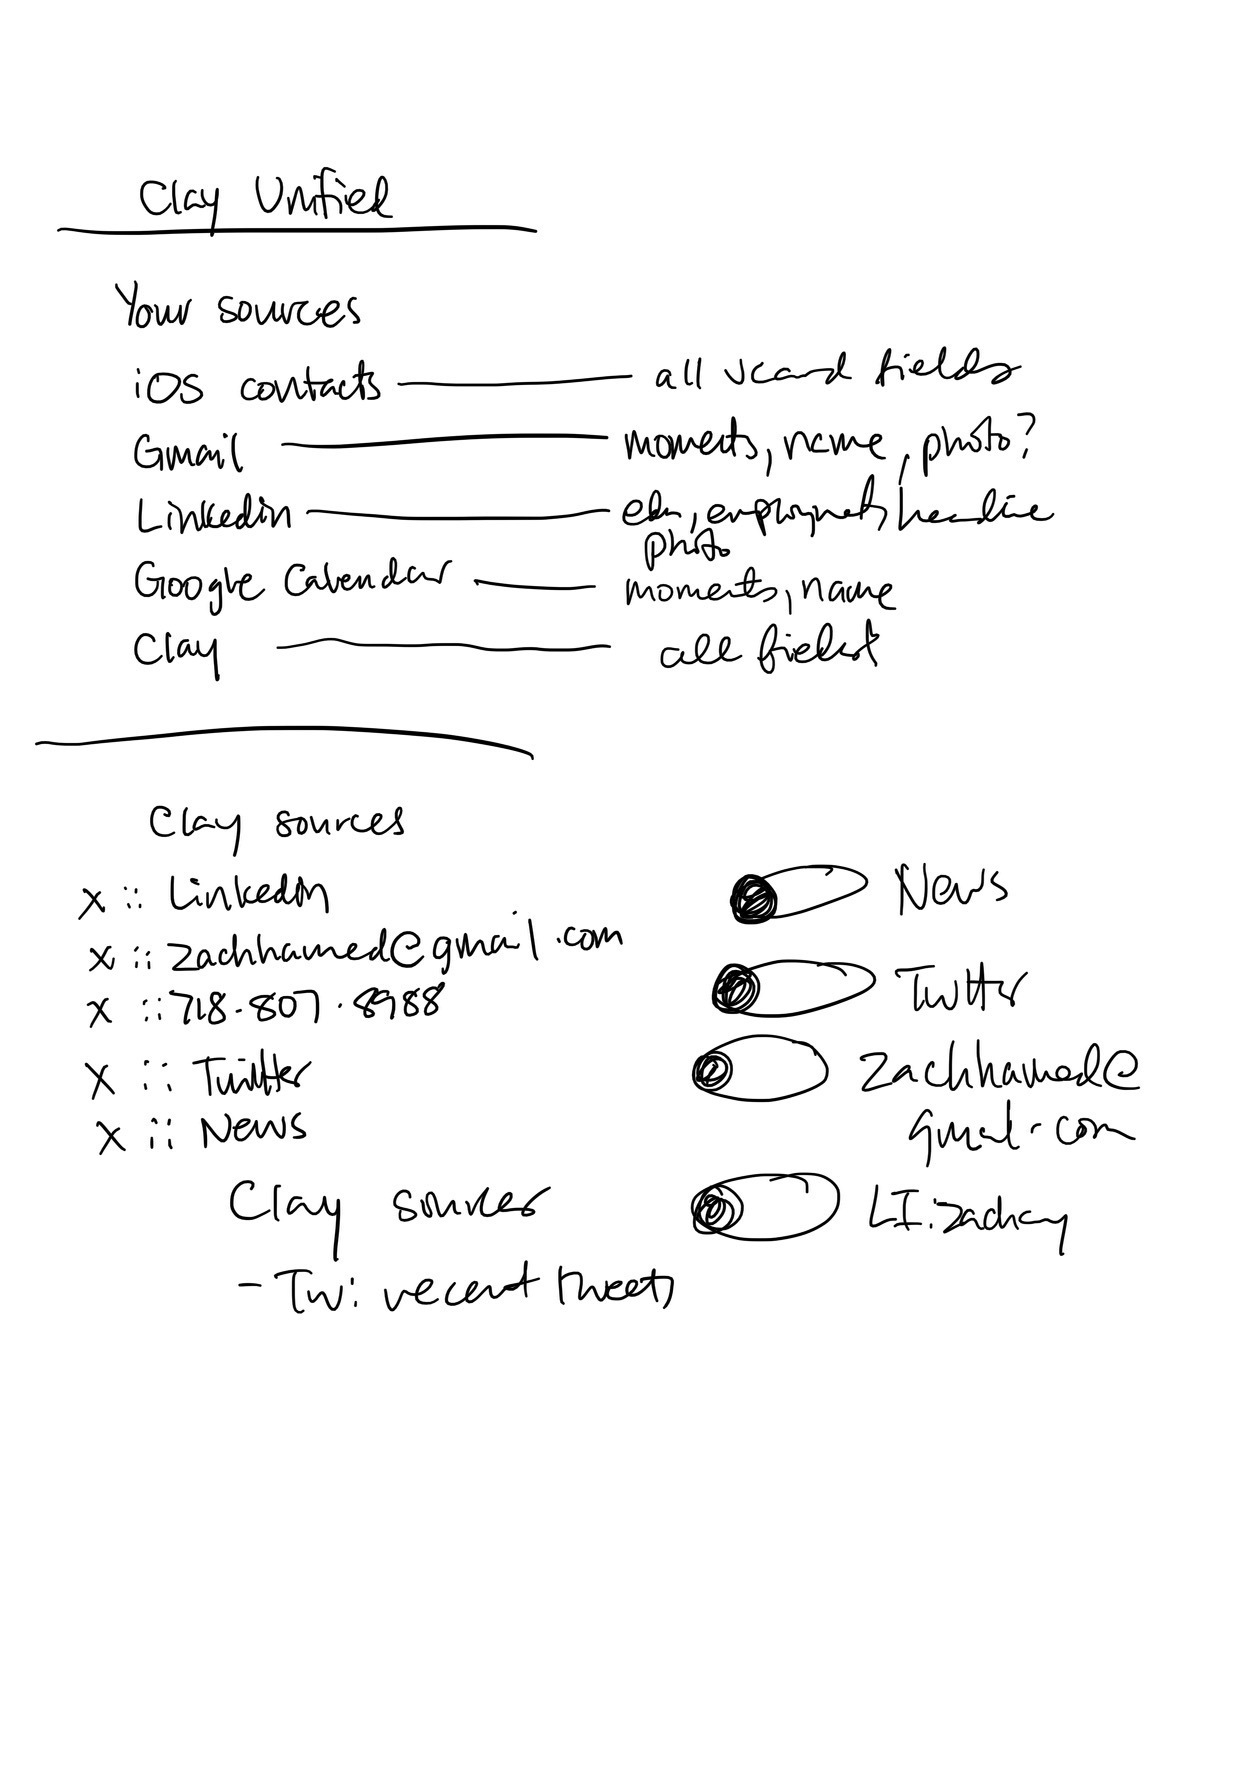 Clay Unified
Your sources
iOS contacts — all vcard fields
Gmail — moments, name, photo?
Linkedin — edu, employment, headline
photo
Google Calendar — moments, name
Clay — all fields
Clay sources
x :: Linkedin
x :: zachhamed@gmail.com
x :: 718.807.8988
x :: Twitter
x :: News
News
Twitter
zachhamed@
gmail.com
LI: zachay
Clay sources
- Tw: recent tweets